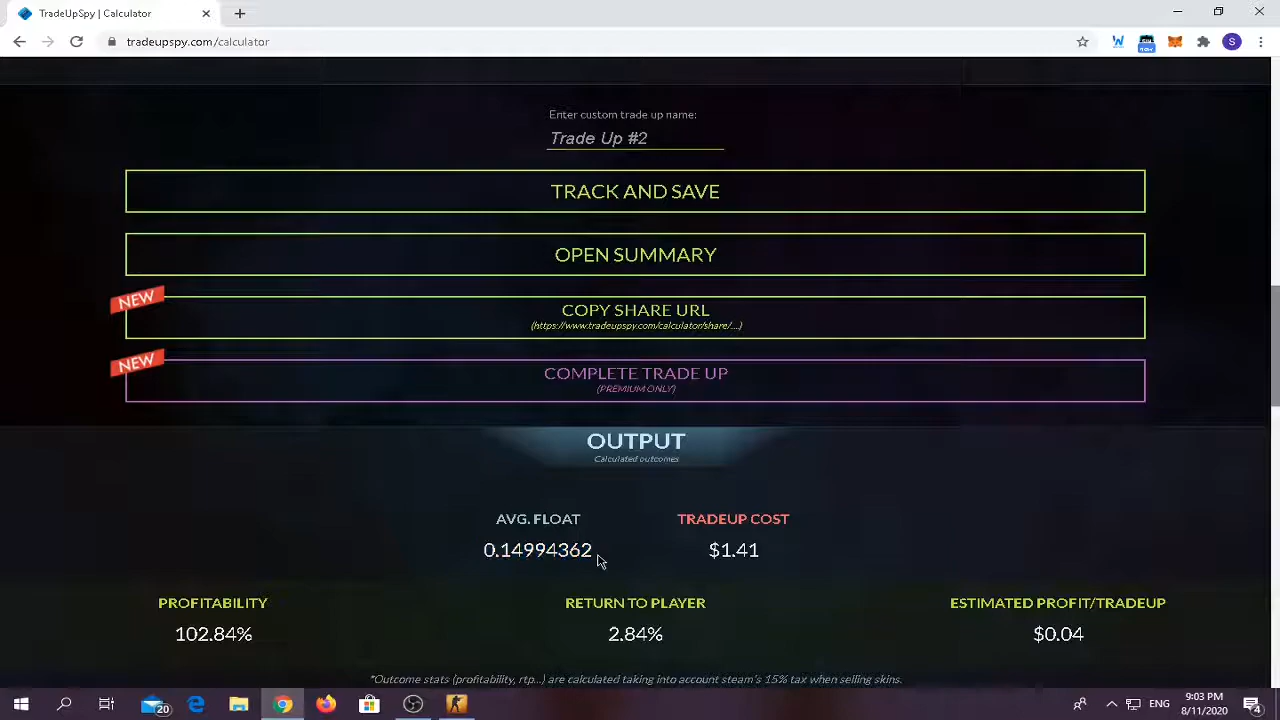 TradeUpSpy | Calculator
tradeupspy.com/calculator
S
Enter custom trade up name:
Trade Up #2
TRACK AND SAVE
OPEN SUMMARY
NEW
COPY SHARE URL
(https://www.tradeupspy.com/calculator/share/...)
NEW
COMPLETE TRADE UP
(PREMIUM ONLY)
OUTPUT
Calculated outcomes
AVG. FLOAT
TRADEUP COST
0.14994362
$1.41
PROFITABILITY
RETURN TO PLAYER
ESTIMATED PROFIT/TRADEUP
102.84%
2.84%
$0.04
*Outcome stats (profitability, rtp...) are calculated taking into account steam's 15% tax when selling skins.
20
ENG
9:03 PM
8/11/2020
4